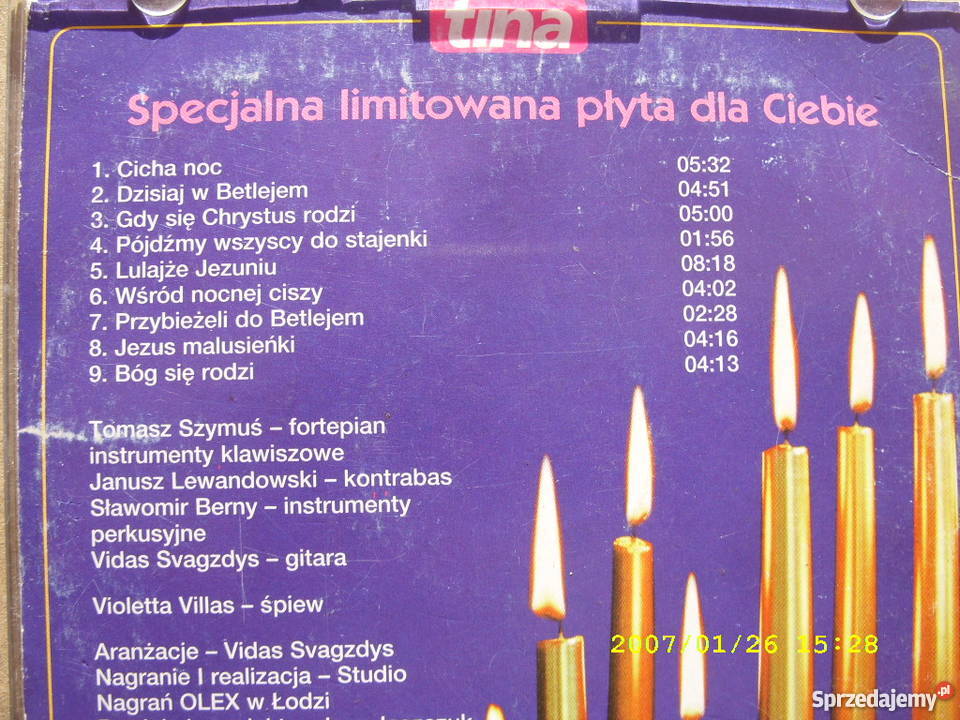 tina
Specjalna limitowana płyta dla Ciebie
1. Cicha noc 05:32
2. Dzisiaj w Betlejem 04:51
3. Gdy się Chrystus rodzi 05:00
4. Pójdźmy wszyscy do stajenki 01:56
5. Lulajże Jezuniu 08:18
6. Wśród nocnej ciszy 04:02
7. Przybieżeli do Betlejem 02:28
8. Jezus malusieńki 04:16
9. Bóg się rodzi 04:13
Tomasz Szymuś – fortepian
instrumenty klawiszowe
Janusz Lewandowski – kontrabas
Sławomir Berny – instrumenty
perkusyjne
Vidas Svagzdys – gitara
Violetta Villas – śpiew
Aranżacje – Vidas Svagzdys
Nagranie I realizacja – Studio
Nagrań OLEX w Łodzi
2007/01/26 15:28
Sprzedajemy.pl